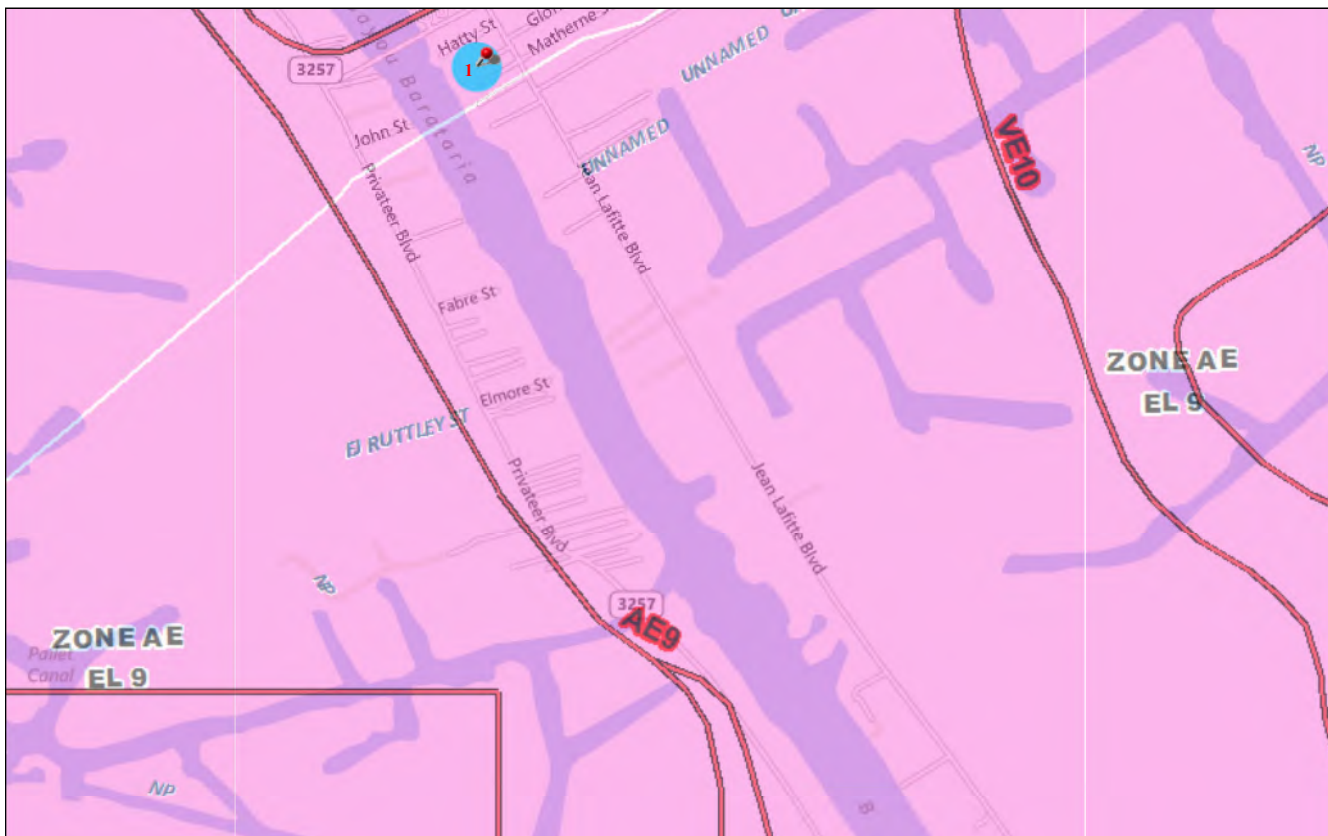 Hatty St
Matherne S
UNNAMED
3257
1
Bayou Barataria
John St
UNNAMED
VE10
NP
Privateer Blvd
Jean Lafitte Blvd
Fabre St
ZONE AE
EL 9
Elmore St
EJ RUTTLEY ST
Privateer Blvd
Jean Lafitte Blvd
NP
3257
AE9
ZONE AE
Pallet
Canal
EL 9
NP
B